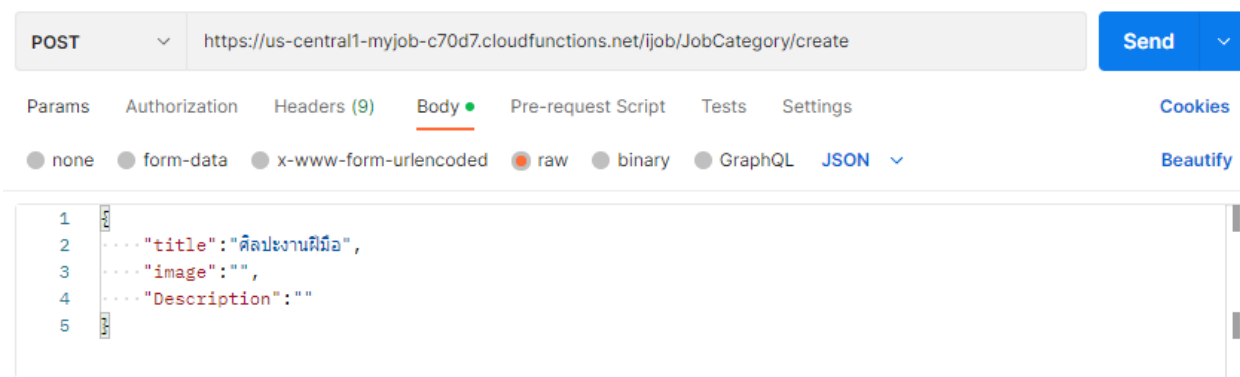 POST https://us-central1-myjob-c70d7.cloudfunctions.net/ijob/JobCategory/create Send
Params Authorization Headers (9) Body Pre-request Script Tests Settings Cookies
none form-data x-www-form-urlencoded raw binary GraphQL JSON Beautify
1 {
2 "title":"ศิลปะงานฝีมือ",
3 "image":"",
4 "Description":""
5 }